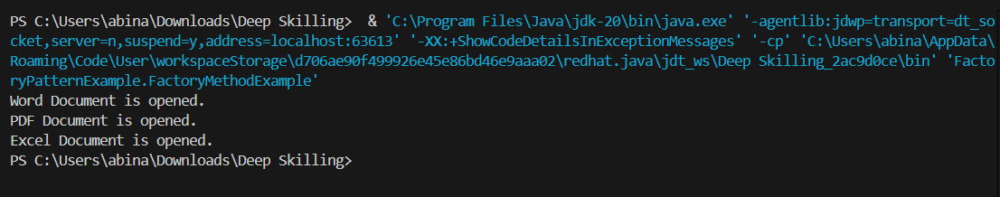 PS C:\Users\abina\Downloads\Deep Skilling>  & 'C:\Program Files\Java\jdk-20\bin\java.exe' '-agentlib:jdwp=transport=dt_so
cket,server=n,suspend=y,address=localhost:63613' '-XX:+ShowCodeDetailsInExceptionMessages' '-cp' 'C:\Users\abina\AppData\
Roaming\Code\User\workspaceStorage\d706ae90f499926e45e86bd46e9aaa02\redhat.java\jdt_ws\Deep Skilling_2ac9d0ce\bin' 'Facto
ryPatternExample.FactoryMethodExample'
Word Document is opened.
PDF Document is opened.
Excel Document is opened.
PS C:\Users\abina\Downloads\Deep Skilling>